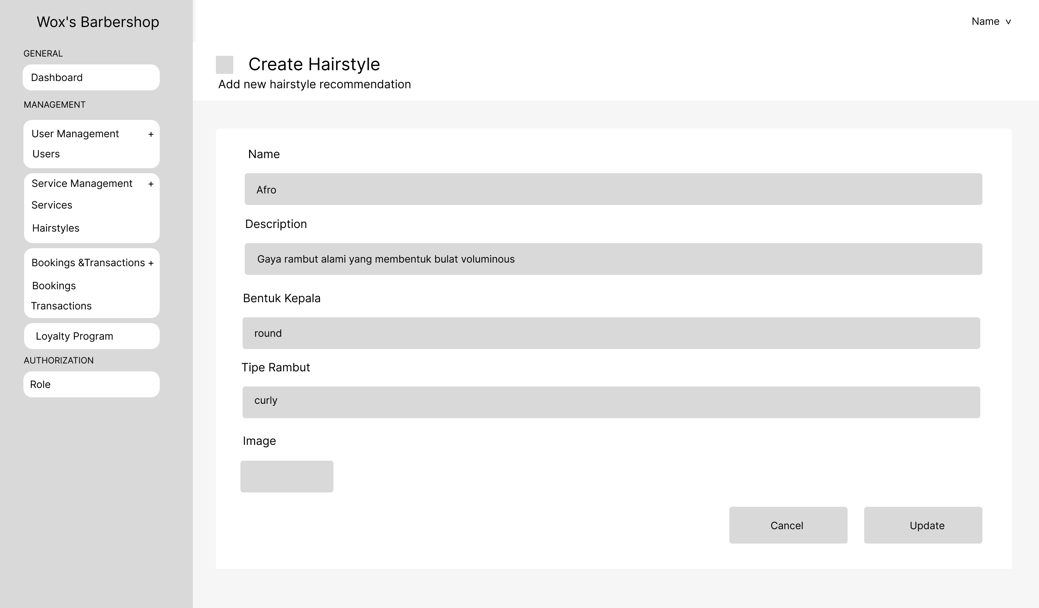 Wox's Barbershop
GENERAL
Dashboard
MANAGEMENT
User Management +
Users
Service Management +
Services
Hairstyles
Bookings &Transactions +
Bookings
Transactions
Loyalty Program
AUTHORIZATION
Role
Name v
Create Hairstyle
Add new hairstyle recommendation
Name
Afro
Description
Gaya rambut alami yang membentuk bulat voluminous
Bentuk Kepala
round
Tipe Rambut
curly
Image
Cancel
Update